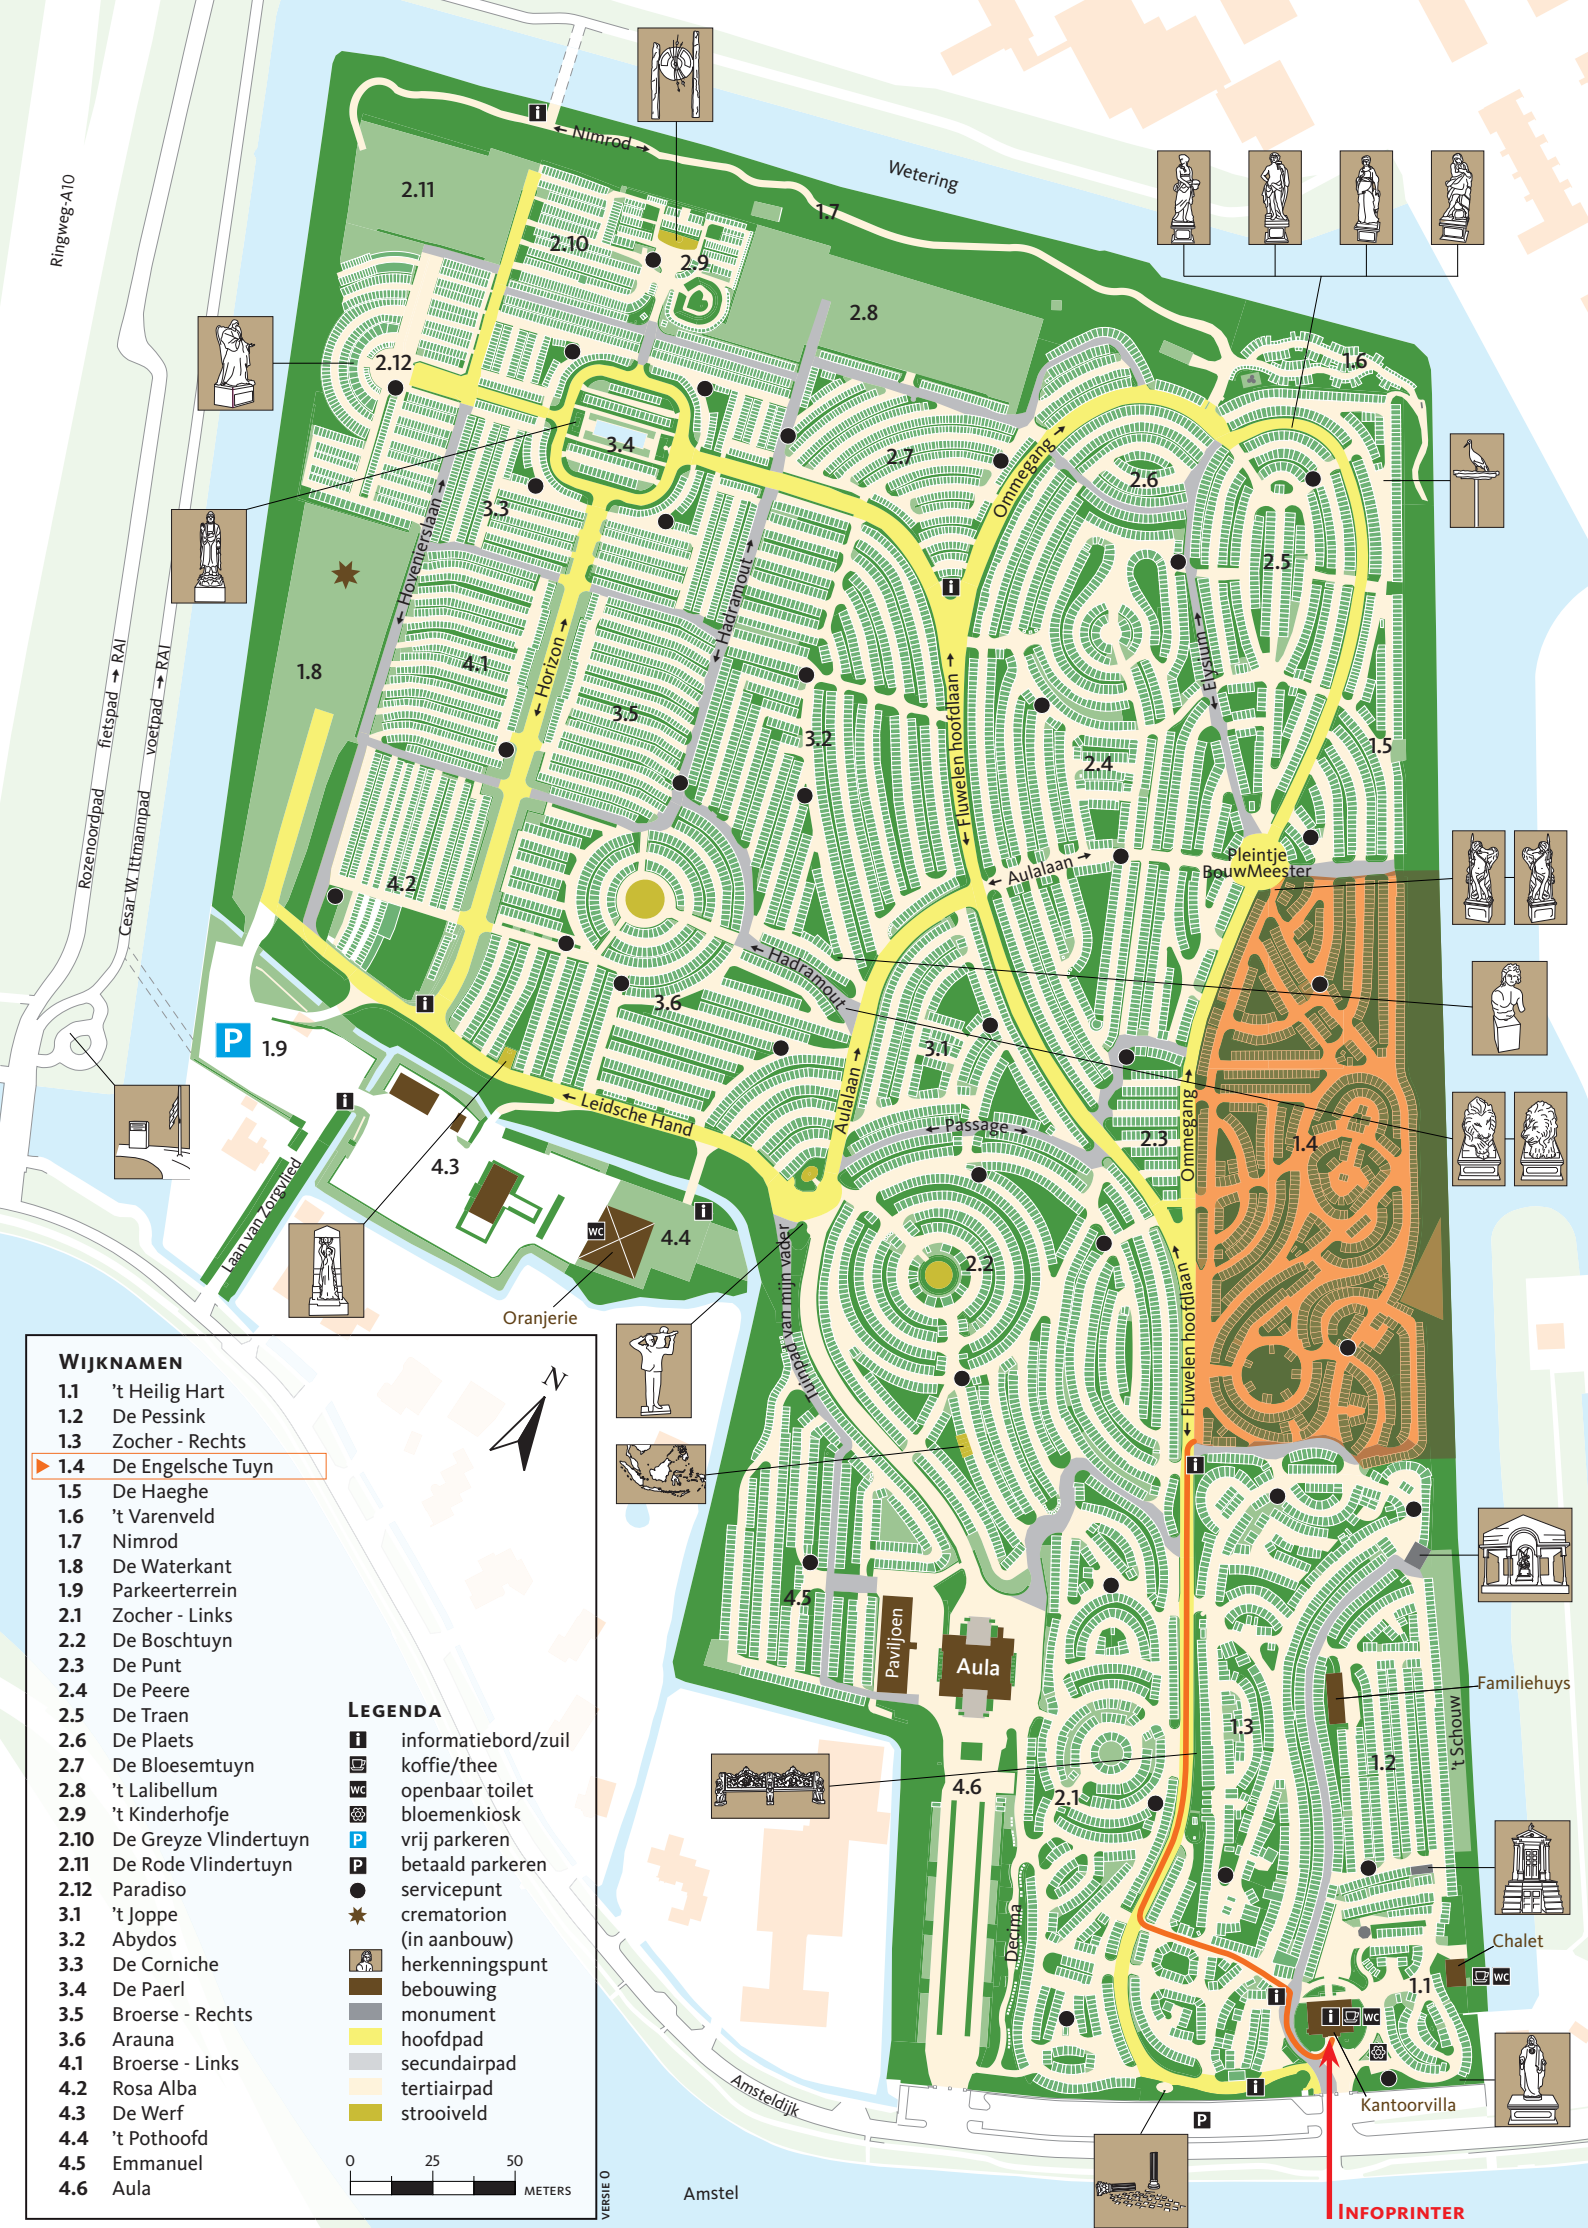 Ringweg-A10
Nimrod
Wetering
1.7
2.11
2.10
2.9
2.8
2.12
1.6
3.4
2.7
Ommegang
2.6
3.3
Hovenierslaan
Hadramout
2.5
1.8
4.1
Horizon
3.5
3.2
Fluwelen hoofdlaan
Elysium
2.4
1.5
fietspad → RAI
voetpad → RAI
Rozenoordpad
Cesar W. Ittmannpad
4.2
Aulalaan
Pleintje
BouwMeester
Hadramout
3.6
3.1
P
1.9
Leidsche Hand
Aulalaan
Passage
2.3
Ommegang
1.4
4.3
Laan van Zorgvlied
WC
4.4
Oranjerie
Tuinpad van mijn vader
2.2
Fluwelen hoofdlaan
4.5
Paviljoen
Aula
4.6
2.1
Decima
1.3
1.2
Familiehuys
't Schouw
Chalet
WC
1.1
WC
Kantoorvilla
P
Amsteldijk
Amstel
Infoprinter
Wijknamen
1.1 't Heilig Hart
1.2 De Pessink
1.3 Zocher - Rechts
1.4 De Engelsche Tuyn
1.5 De Haeghe
1.6 't Varenveld
1.7 Nimrod
1.8 De Waterkant
1.9 Parkeerterrein
2.1 Zocher - Links
2.2 De Boschtuyn
2.3 De Punt
2.4 De Peere
2.5 De Traen
2.6 De Plaets
2.7 De Bloesemtuyn
2.8 't Lalibellum
2.9 't Kinderhofje
2.10 De Greyze Vlindertuyn
2.11 De Rode Vlindertuyn
2.12 Paradiso
3.1 't Joppe
3.2 Abydos
3.3 De Corniche
3.4 De Paerl
3.5 Broerse - Rechts
3.6 Arauna
4.1 Broerse - Links
4.2 Rosa Alba
4.3 De Werf
4.4 't Pothoofd
4.5 Emmanuel
4.6 Aula
N
Legenda
i informatiebord/zuil
koffie/thee
WC openbaar toilet
bloemenkiosk
P vrij parkeren
P betaald parkeren
servicepunt
crematorion
(in aanbouw)
herkenningspunt
bebouwing
monument
hoofdpad
secundairpad
tertiairpad
strooiveld
0 25 50
meters
versie 0